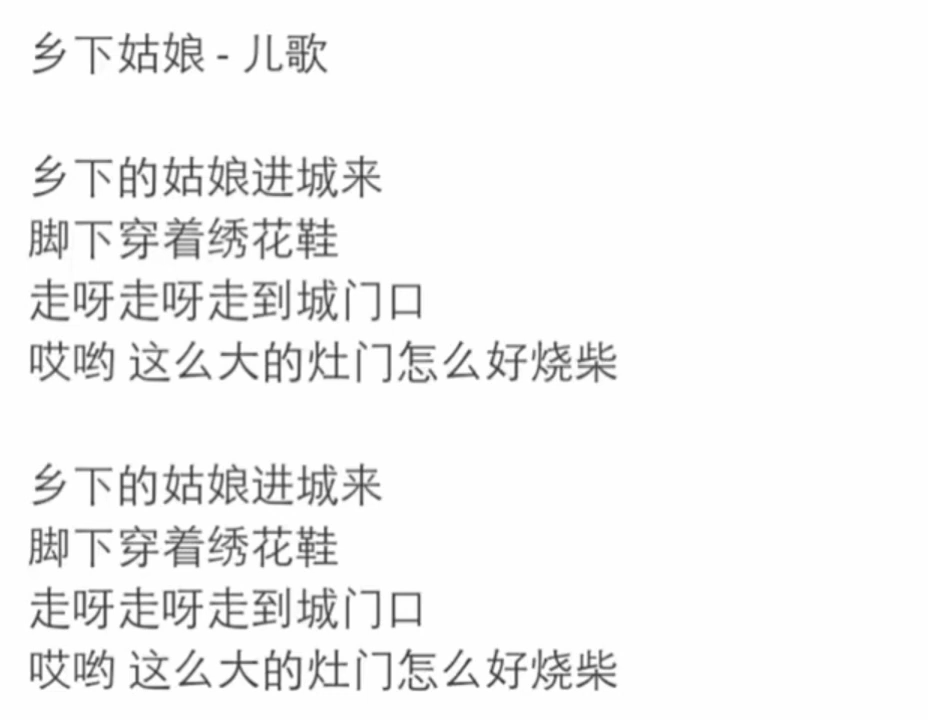 乡下姑娘 - 儿歌
乡下的姑娘进城来
脚下穿着绣花鞋
走呀走呀走到城门口
哎哟 这么大的灶门怎么好烧柴
乡下的姑娘进城来
脚下穿着绣花鞋
走呀走呀走到城门口
哎哟 这么大的灶门怎么好烧柴